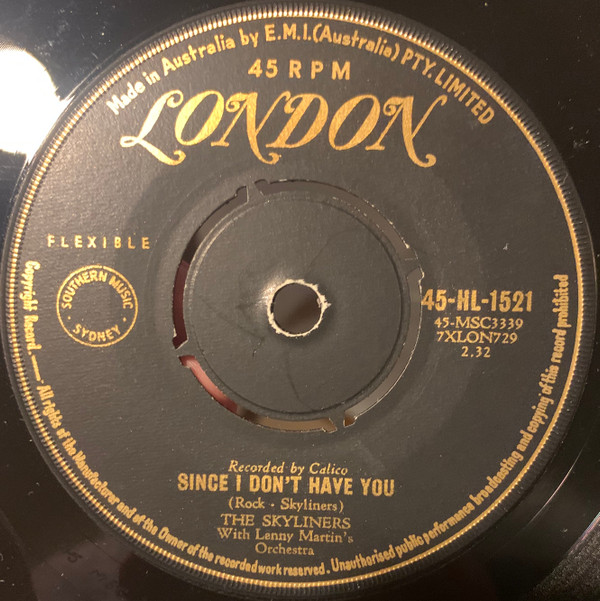 Made in Australia by E.M.I.(Australia) PTY. LIMITED
45 RPM
LONDON
FLEXIBLE
SOUTHERN MUSIC
SYDNEY
45-HL-1521
45-MSC3339
7XLON729
2.32
Recorded by Calico
SINCE I DON'T HAVE YOU
(Rock - Skyliners)
THE SKYLINERS
With Lenny Martin's
Orchestra
Copyright Record. — All rights of the Manufacturer and of the Owner of the recorded work reserved. Unauthorised public performance broadcasting and copying of this record prohibited